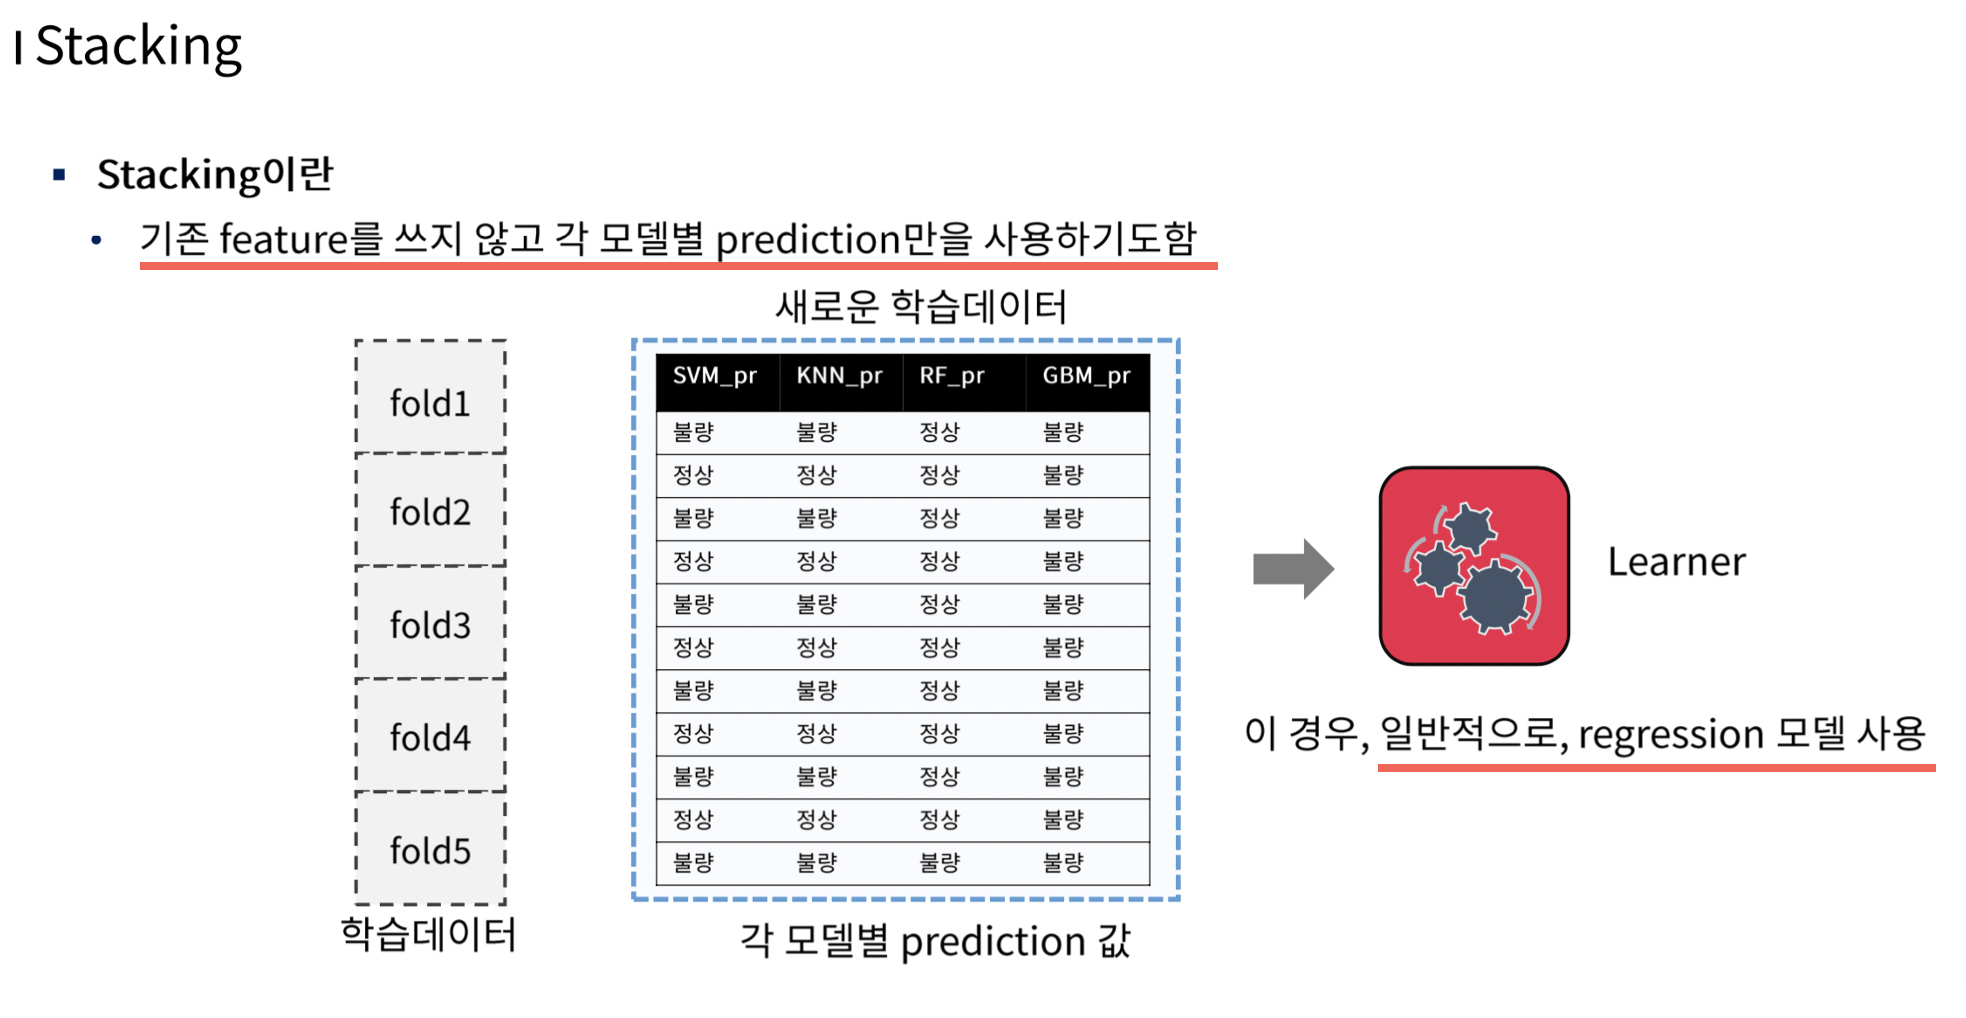 I Stacking
▪ Stacking이란
• 기존 feature를 쓰지 않고 각 모델별 prediction만을 사용하기도함
새로운 학습데이터
fold1
fold2
fold3
fold4
fold5
학습데이터
SVM_pr KNN_pr RF_pr GBM_pr
불량 불량 정상 불량
정상 정상 정상 불량
불량 불량 정상 불량
정상 정상 정상 불량
불량 불량 정상 불량
정상 정상 정상 불량
불량 불량 정상 불량
정상 정상 정상 불량
불량 불량 정상 불량
정상 정상 정상 불량
불량 불량 불량 불량
각 모델별 prediction 값
Learner
이 경우, 일반적으로, regression 모델 사용